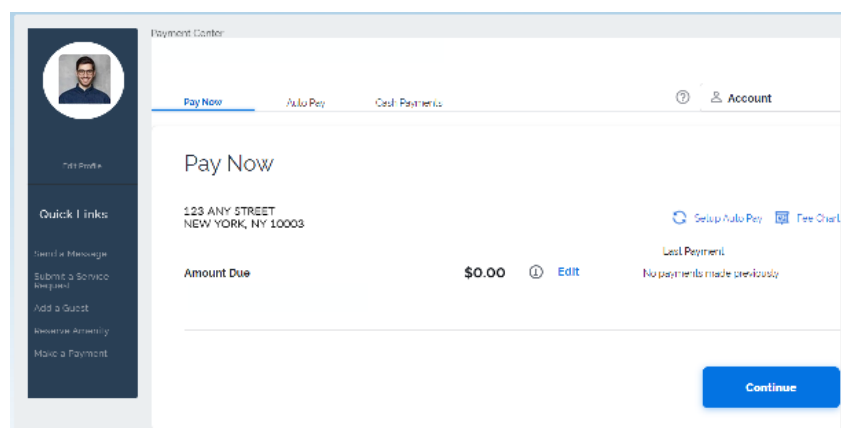 Payment Center
Pay Now
Auto Pay
Cash Payments
Account
Edit Profile
Quick Links
Send a Message
Submit a Service
Request
Add a Guest
Reserve Amenity
Make a Payment
Pay Now
123 ANY STREET
NEW YORK, NY 10003
Setup Auto Pay
Fee Chart
Amount Due
$0.00
Edit
Last Payment
No payments made previously
Continue